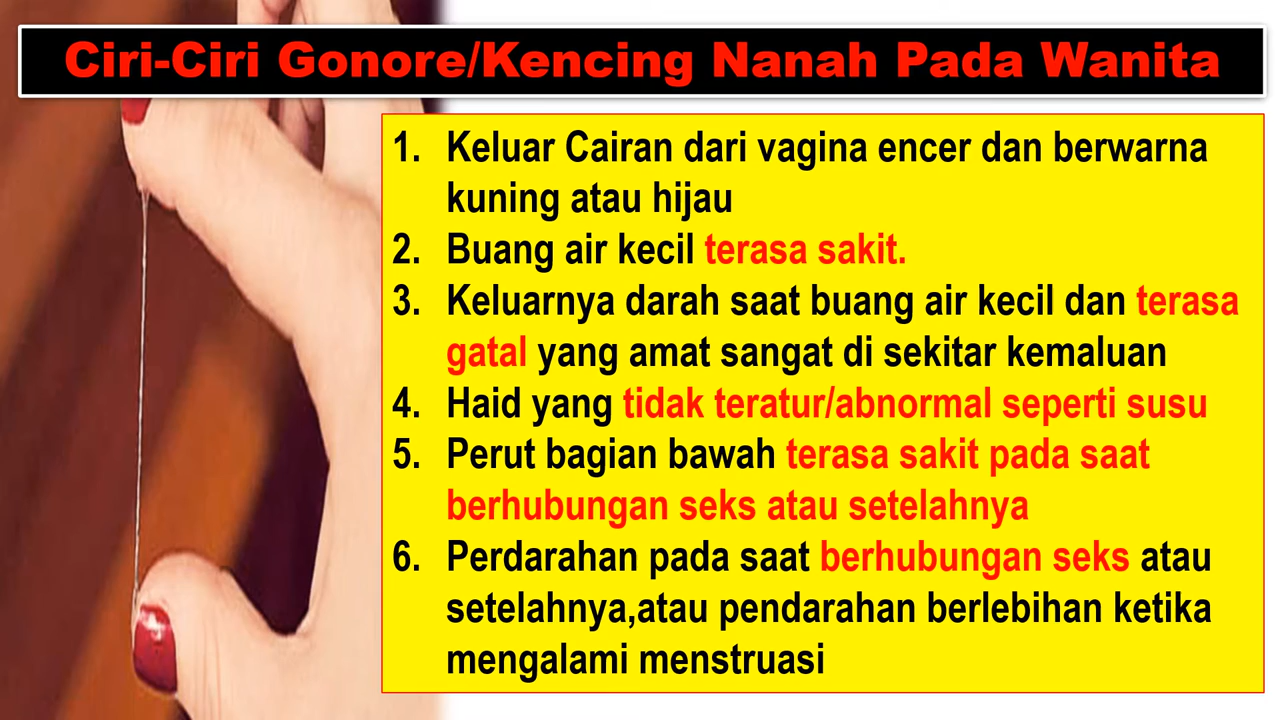 Ciri-Ciri Gonore/Kencing Nanah Pada Wanita
1. Keluar Cairan dari vagina encer dan berwarna
kuning atau hijau
2. Buang air kecil terasa sakit.
3. Keluarnya darah saat buang air kecil dan terasa
gatal yang amat sangat di sekitar kemaluan
4. Haid yang tidak teratur/abnormal seperti susu
5. Perut bagian bawah terasa sakit pada saat
berhubungan seks atau setelahnya
6. Perdarahan pada saat berhubungan seks atau
setelahnya,atau pendarahan berlebihan ketika
mengalami menstruasi